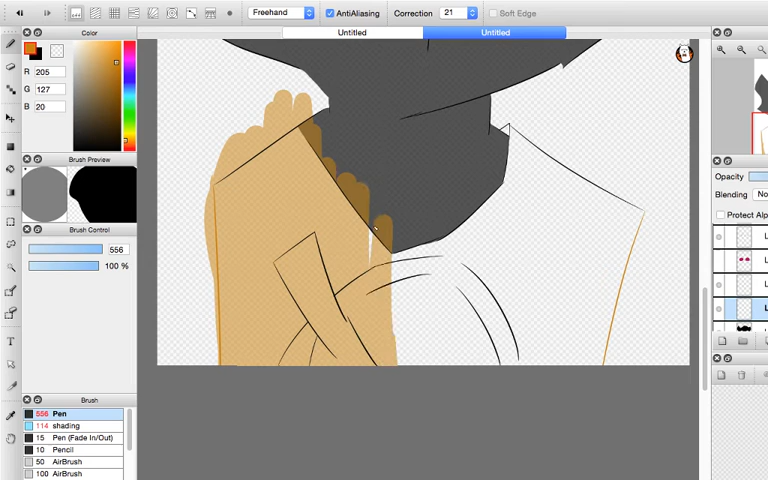 Freehand
AntiAliasing
Correction
21
Soft Edge
Untitled
Untitled
Color
R
205
G
127
B
20
Brush Preview
Brush Control
556
100 %
Brush
556 Pen
114 shading
15 Pen (Fade In/Out)
10 Pencil
50 AirBrush
100 AirBrush
T
Opacity
Blending
No
Protect Alp
L
L
L
L
L